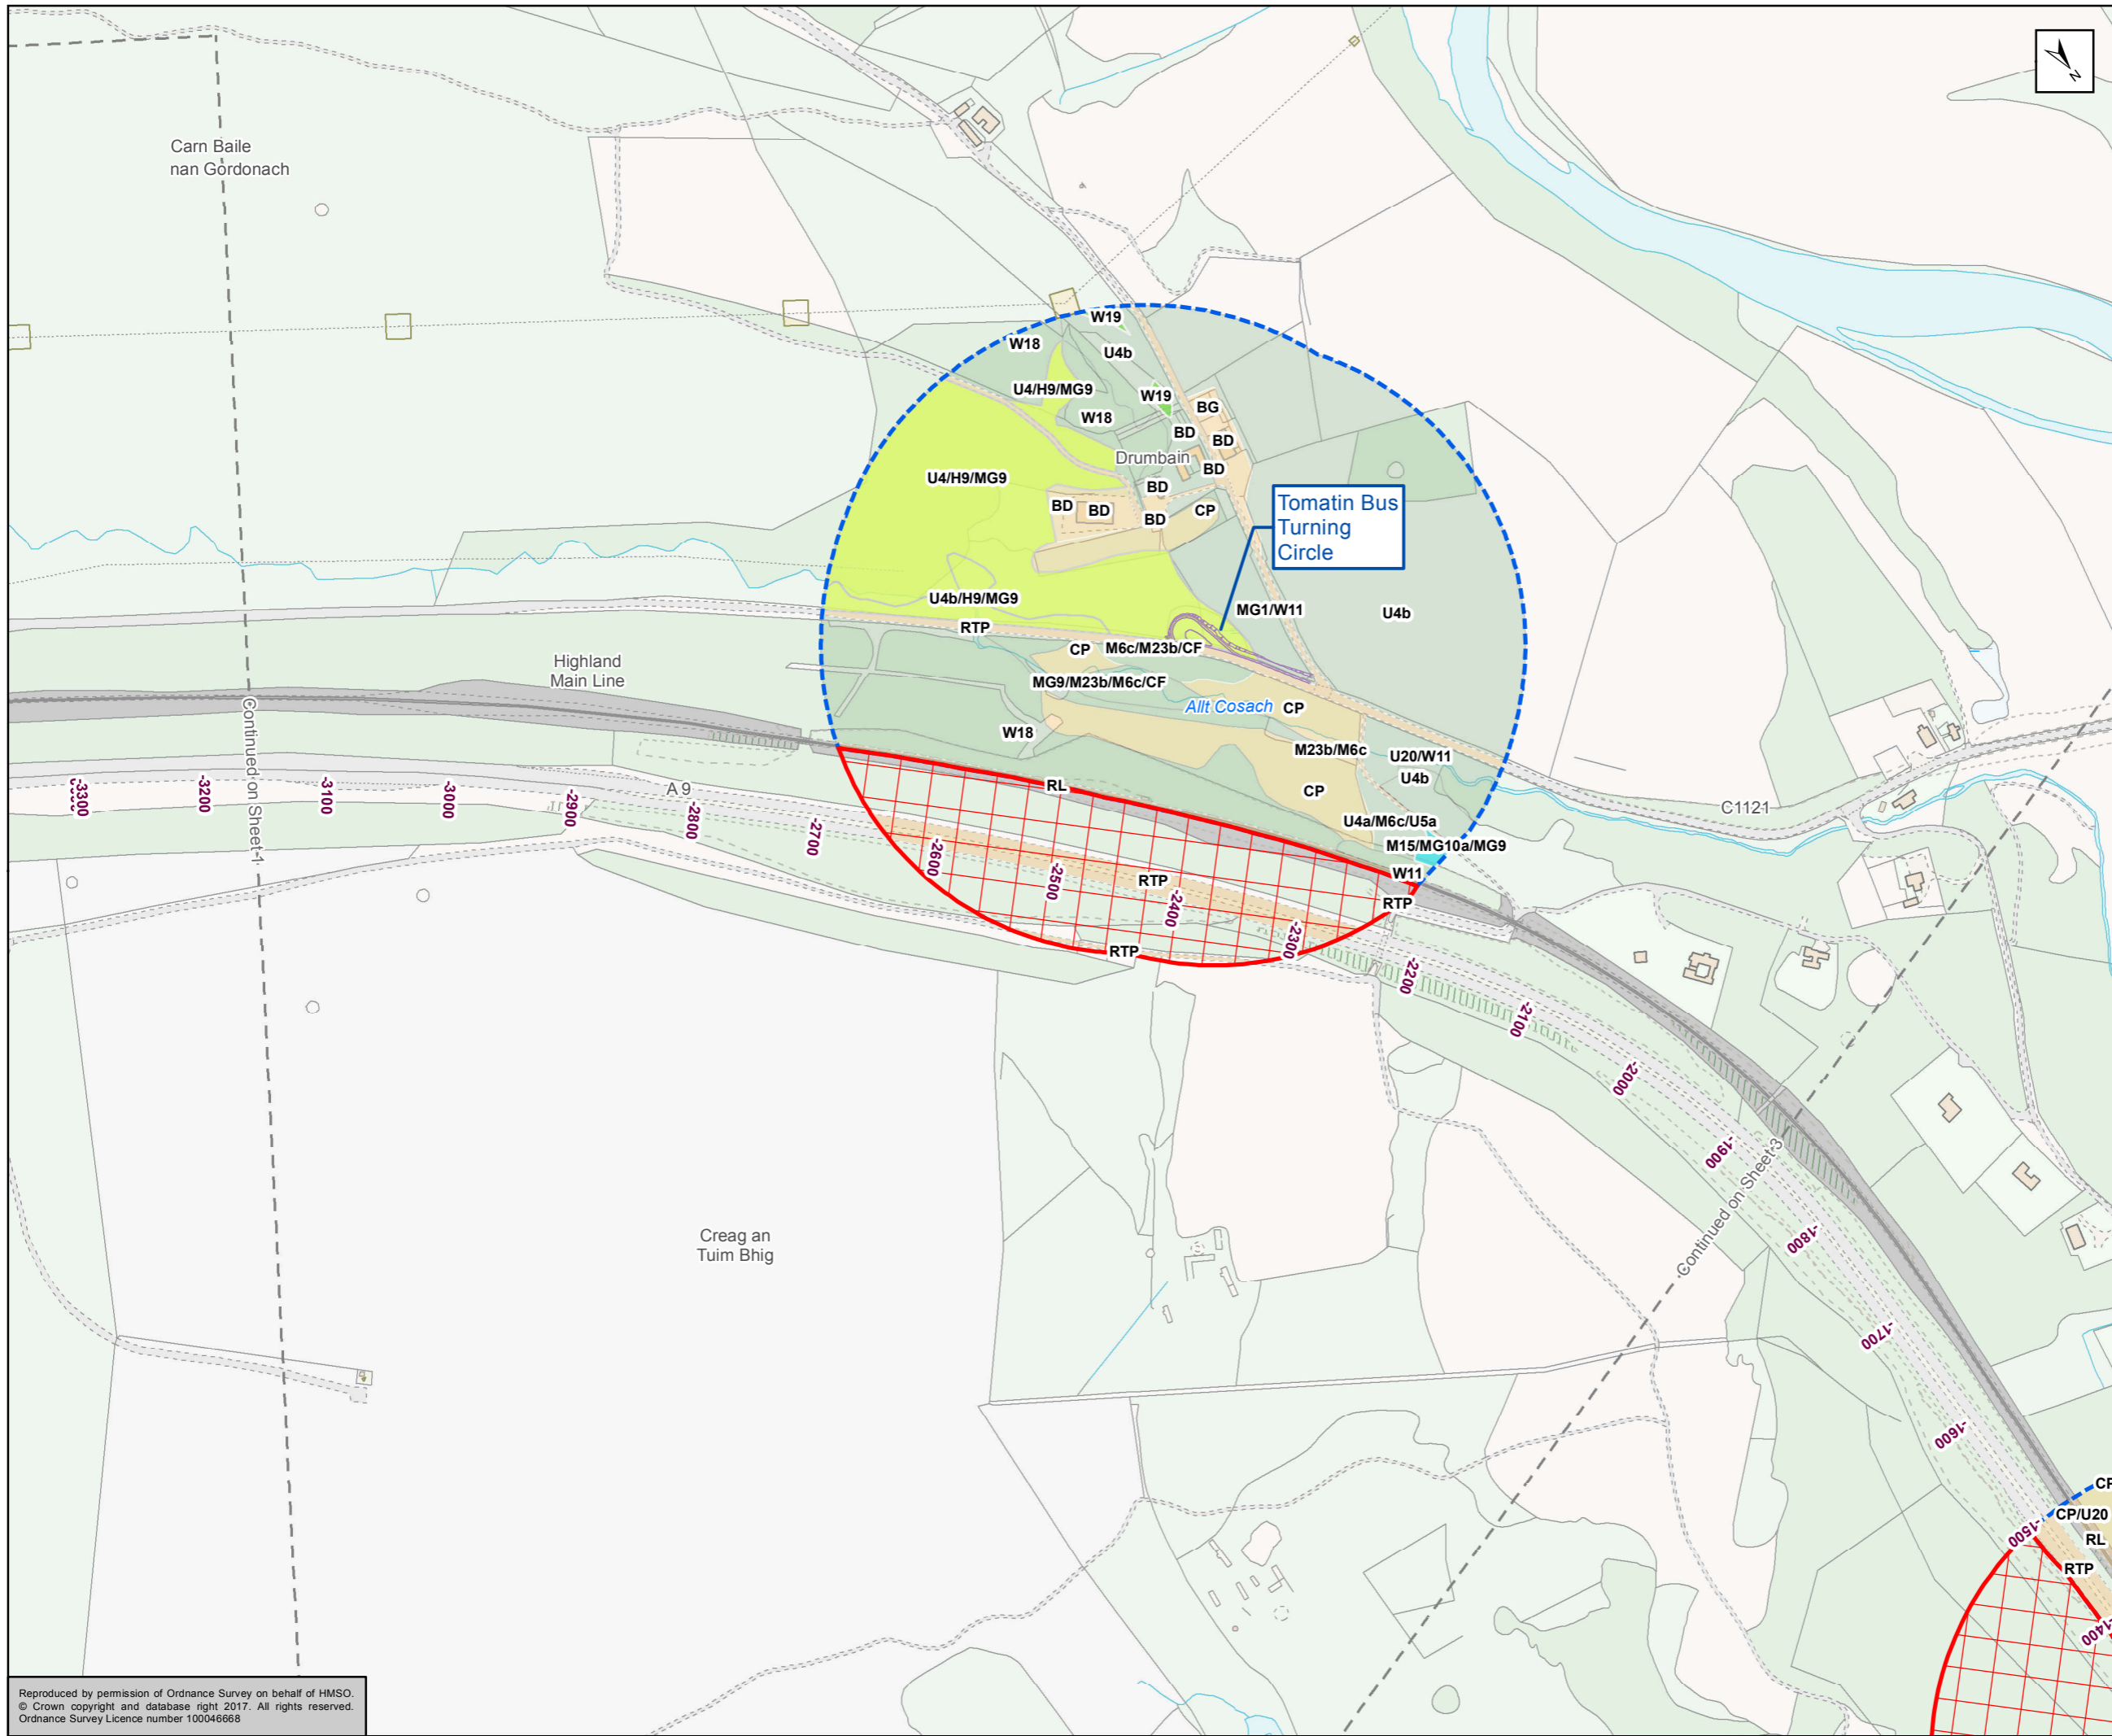 N
Carn Baile
nan Gordonach
W19
W18
U4b
U4/H9/MG9
W19
BG
W18
BD
BD
Drumbain
BD
U4/H9/MG9
BD
BD
BD
BD
CP
Tomatin Bus
Turning
Circle
U4b/H9/MG9
MG1/W11
U4b
RTP
CP
M6c/M23b/CF
Highland
Main Line
MG9/M23b/M6c/CF
Allt Cosach
CP
W18
M23b/M6c
U20/W11
U4b
Continued on Sheet 1
A 9
RL
CP
C1121
U4a/M6c/U5a
M15/MG10a/MG9
W11
RTP
RTP
RTP
-3300
-3200
-3100
-3000
-2900
-2800
-2700
-2600
-2500
-2400
-2300
-2200
-2100
-2000
-1900
-1800
-1700
-1600
-1500
-1400
Continued on Sheet 3
Creag an
Tuim Bhig
CP
CP/U20
RL
RTP
Reproduced by permission of Ordnance Survey on behalf of HMSO.
© Crown copyright and database right 2017. All rights reserved.
Ordnance Survey Licence number 100046668